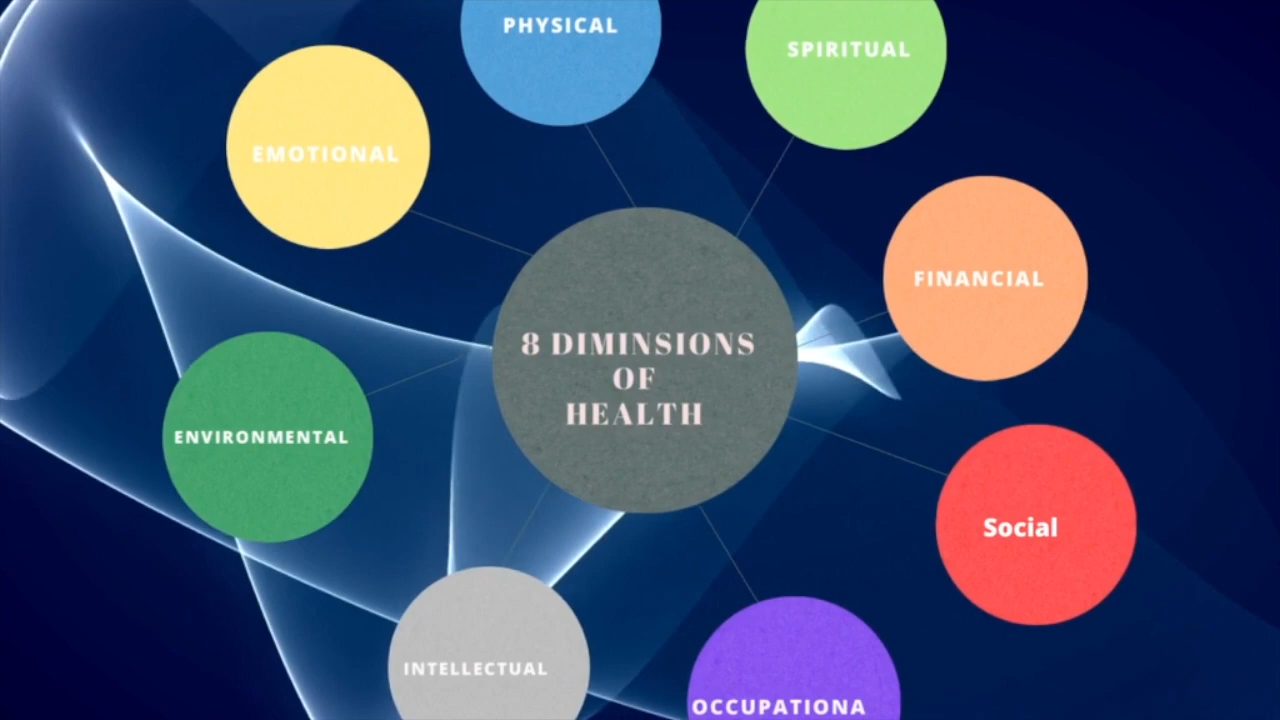 PHYSICAL
SPIRITUAL
EMOTIONAL
FINANCIAL
8 DIMINSIONS
OF
HEALTH
ENVIRONMENTAL
Social
INTELLECTUAL
OCCUPATIONA